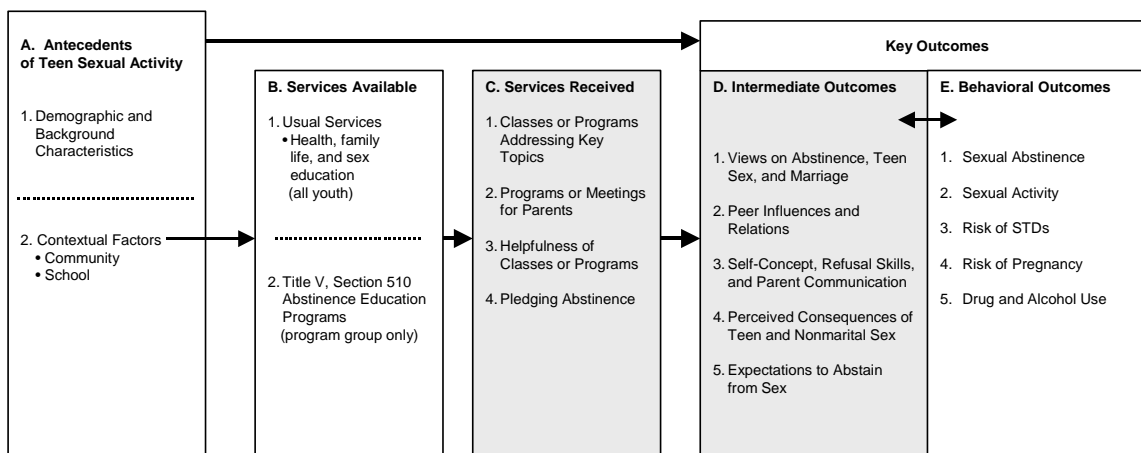 A. Antecedents
of Teen Sexual Activity
1. Demographic and
Background
Characteristics
2. Contextual Factors
• Community
• School
B. Services Available
1. Usual Services
• Health, family
life, and sex
education
(all youth)
2. Title V, Section 510
Abstinence Education
Programs
(program group only)
C. Services Received
1. Classes or Programs
Addressing Key
Topics
2. Programs or Meetings
for Parents
3. Helpfulness of
Classes or Programs
4. Pledging Abstinence
Key Outcomes
D. Intermediate Outcomes
1. Views on Abstinence, Teen
Sex, and Marriage
2. Peer Influences and
Relations
3. Self-Concept, Refusal Skills,
and Parent Communication
4. Perceived Consequences of
Teen and Nonmarital Sex
5. Expectations to Abstain
from Sex
E. Behavioral Outcomes
1. Sexual Abstinence
2. Sexual Activity
3. Risk of STDs
4. Risk of Pregnancy
5. Drug and Alcohol Use